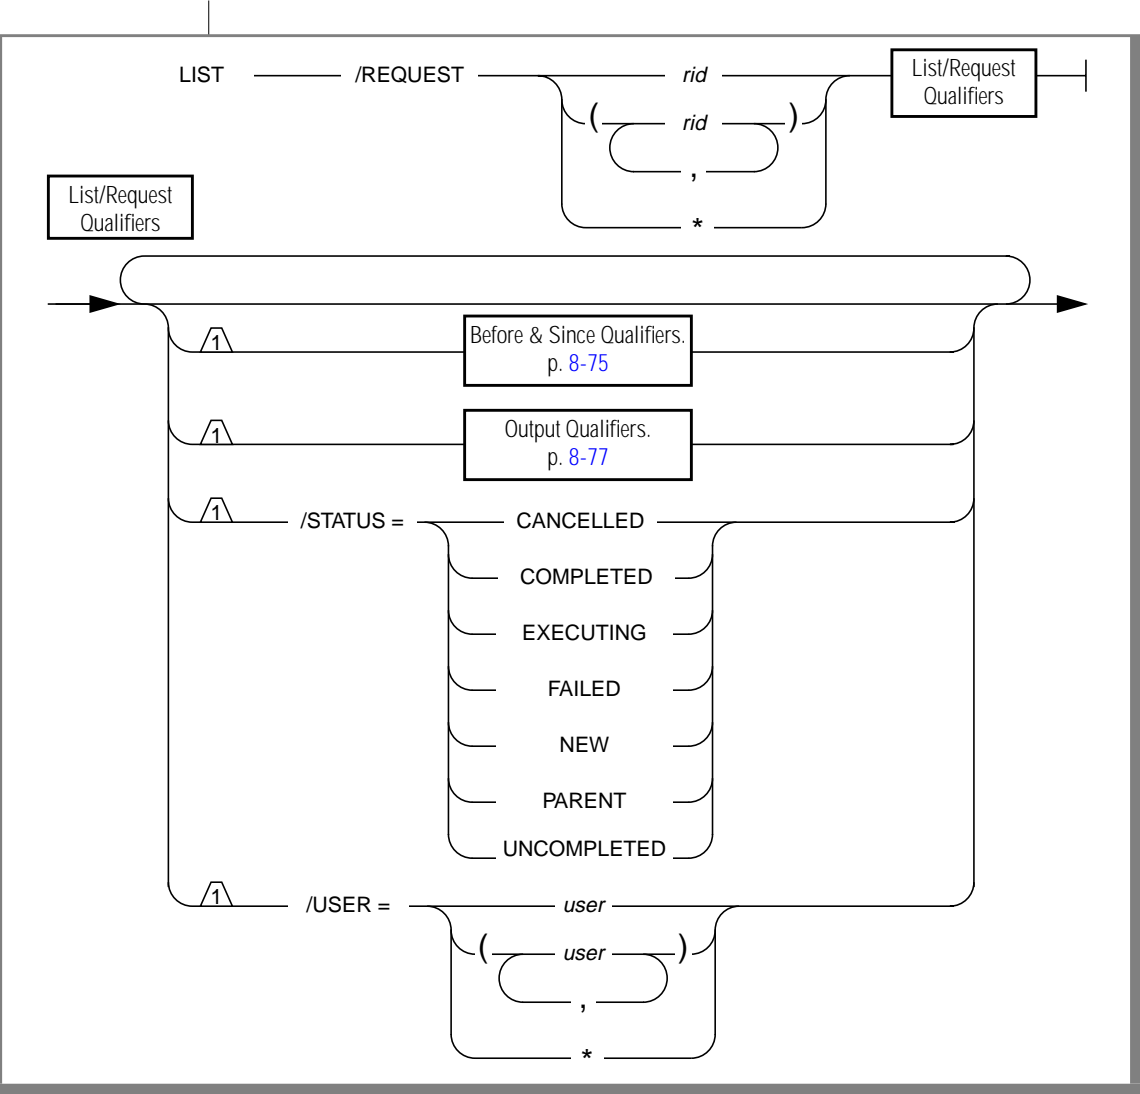 LIST /REQUEST rid List/Request Qualifiers
( rid )
,
*
List/Request
Qualifiers
1 Before & Since Qualifiers.
p. 8-75
1 Output Qualifiers.
p. 8-77
1 /STATUS = CANCELLED
COMPLETED
EXECUTING
FAILED
NEW
PARENT
UNCOMPLETED
1 /USER = user
( user )
,
*